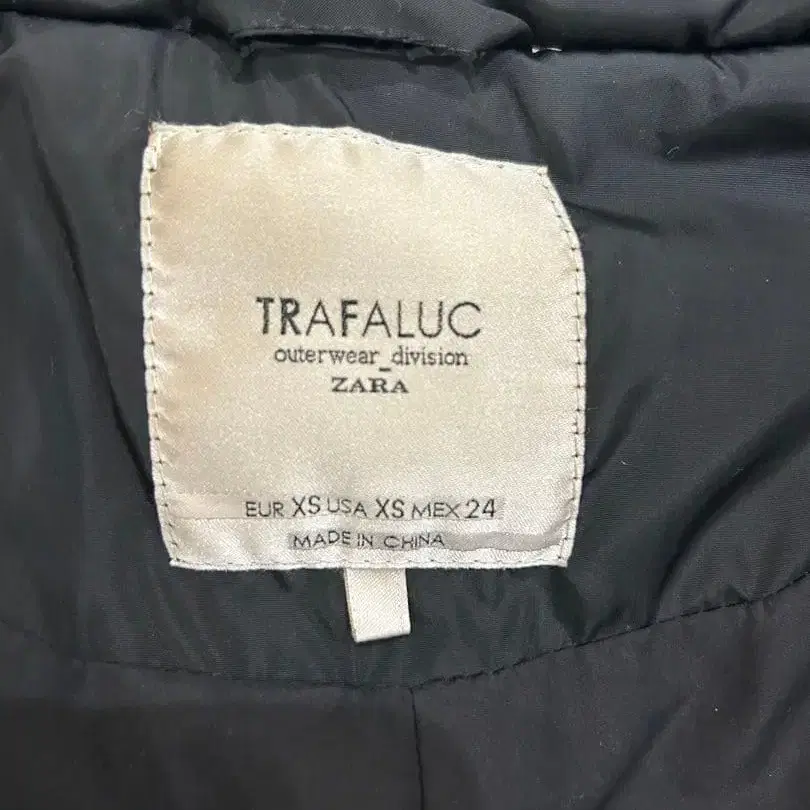 TRAFALUC
outerwear_division
ZARA
EUR XS USA XS MEX 24
MADE IN CHINA